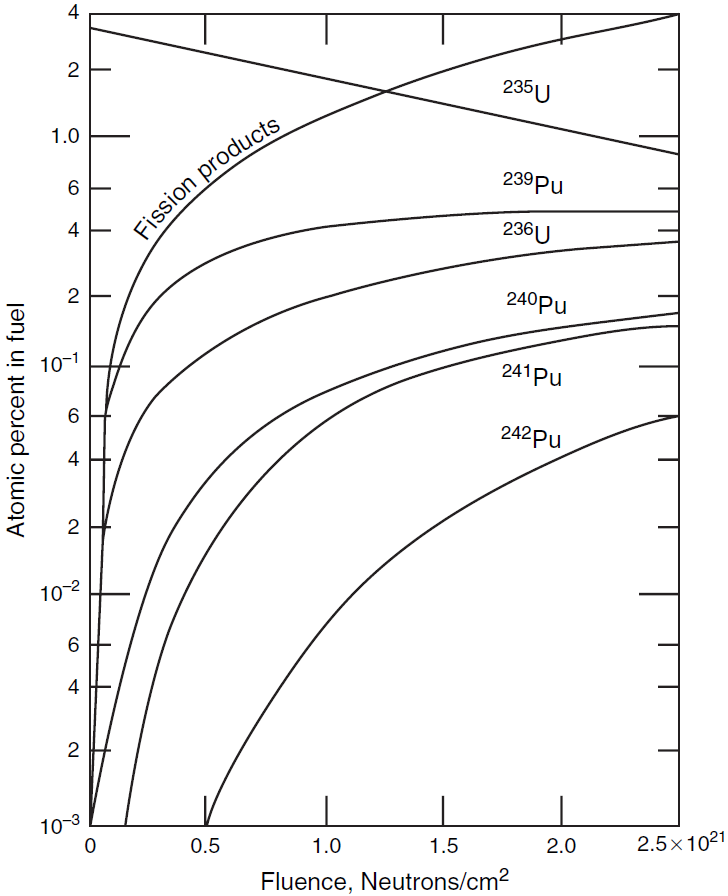 4
2
1.0
6
4
2
10⁻¹
6
4
2
10⁻²
6
4
2
10⁻³
Atomic percent in fuel
Fission products
²³⁵U
²³⁹Pu
²³⁶U
²⁴⁰Pu
²⁴¹Pu
²⁴²Pu
0 0.5 1.0 1.5 2.0 2.5×10²¹
Fluence, Neutrons/cm²